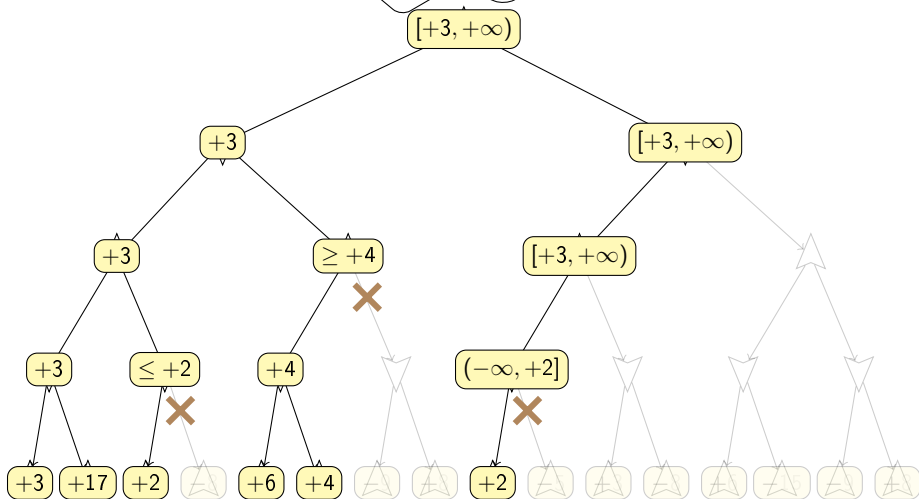 [+3, +∞)
+3 [+3, +∞)
+3 ≥ +4 [+3, +∞)
+3 ≤ +2 +4 (−∞, +2]
+3 +17 +2 +6 +4 +2